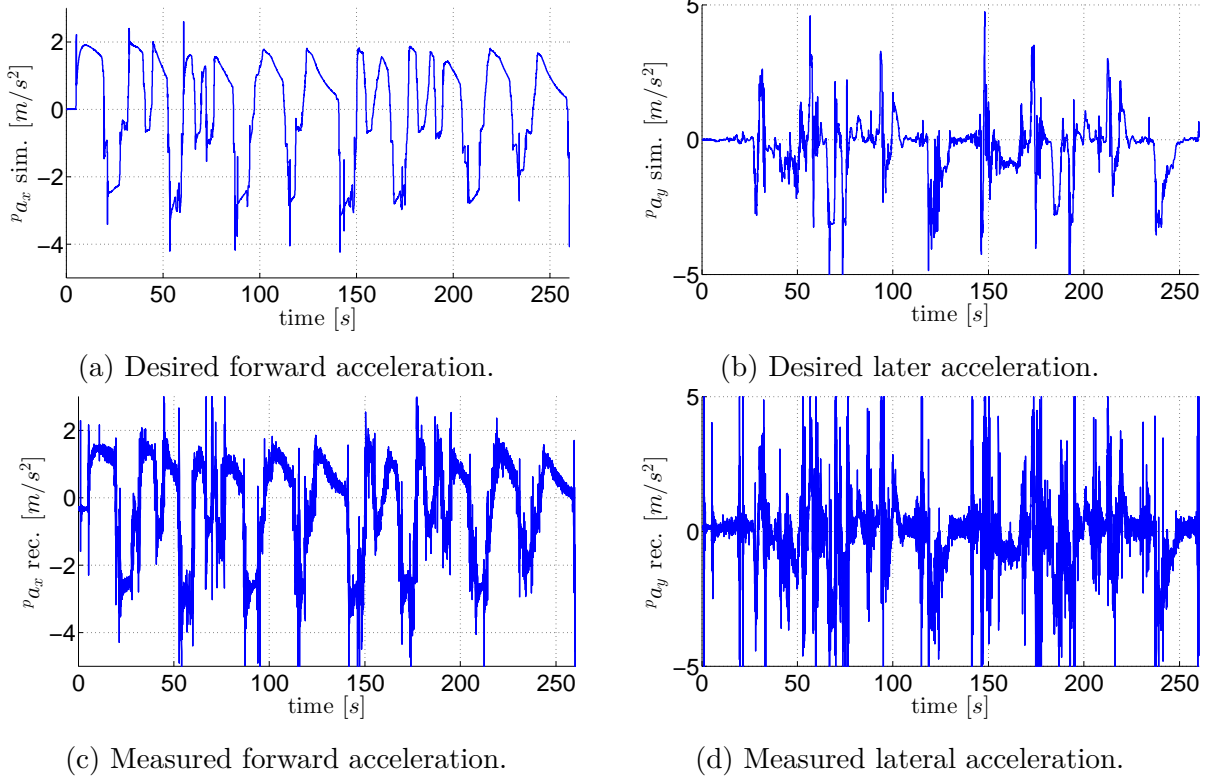 2
0
−2
−4
ᵖaₓ sim. [m/s²]
0 50 100 150 200 250
time [s]
(a) Desired forward acceleration.
5
0
−5
ᵖa_y sim. [m/s²]
0 50 100 150 200 250
time [s]
(b) Desired later acceleration.
2
0
−2
−4
ᵖaₓ rec. [m/s²]
0 50 100 150 200 250
time [s]
(c) Measured forward acceleration.
5
0
−5
ᵖa_y rec. [m/s²]
0 50 100 150 200 250
time [s]
(d) Measured lateral acceleration.